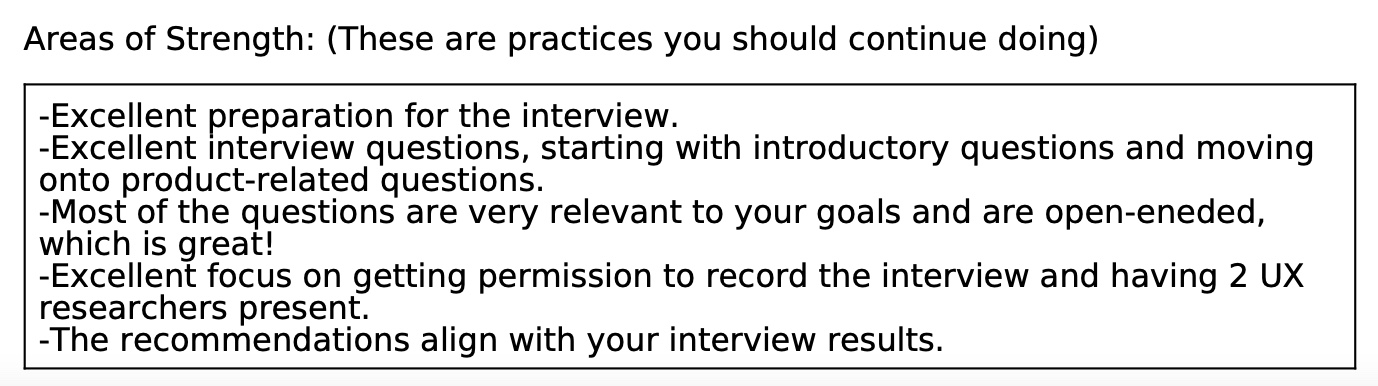 Areas of Strength: (These are practices you should continue doing)
-Excellent preparation for the interview.
-Excellent interview questions, starting with introductory questions and moving
onto product-related questions.
-Most of the questions are very relevant to your goals and are open-eneded,
which is great!
-Excellent focus on getting permission to record the interview and having 2 UX
researchers present.
-The recommendations align with your interview results.